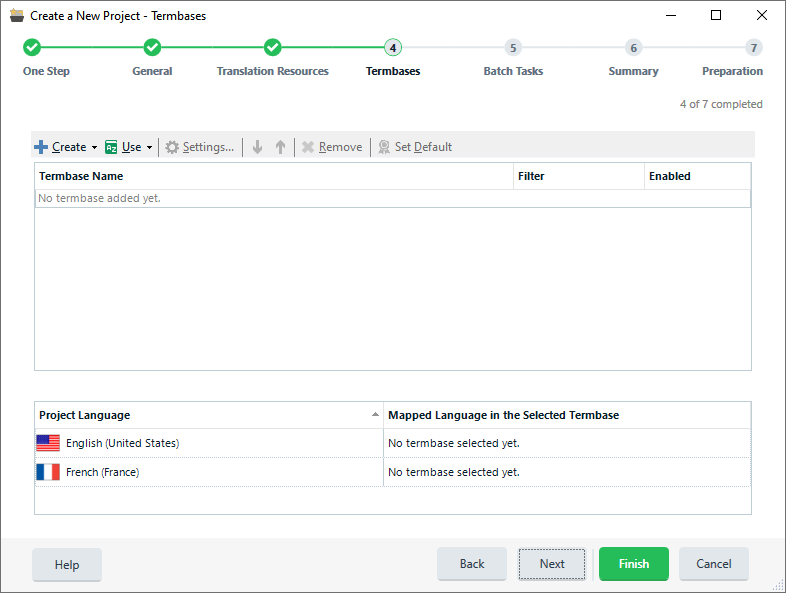 Create a New Project - Termbases
4 5 6 7
One Step General Translation Resources Termbases Batch Tasks Summary Preparation
4 of 7 completed
Create Use Settings... Remove Set Default
Termbase Name Filter Enabled
No termbase added yet.
Project Language Mapped Language in the Selected Termbase
English (United States) No termbase selected yet.
French (France) No termbase selected yet.
Help Back Next Finish Cancel